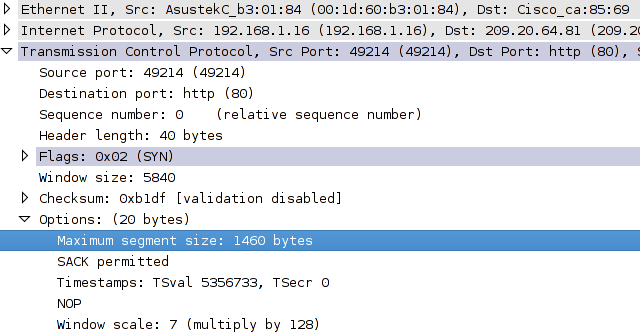 Ethernet II, Src: AsustekC_b3:01:84 (00:1d:60:b3:01:84), Dst: Cisco_ca:85:69
Internet Protocol, Src: 192.168.1.16 (192.168.1.16), Dst: 209.20.64.81 (209.20
Transmission Control Protocol, Src Port: 49214 (49214), Dst Port: http (80), S
Source port: 49214 (49214)
Destination port: http (80)
Sequence number: 0    (relative sequence number)
Header length: 40 bytes
Flags: 0x02 (SYN)
Window size: 5840
Checksum: 0xb1df [validation disabled]
Options: (20 bytes)
Maximum segment size: 1460 bytes
SACK permitted
Timestamps: TSval 5356733, TSecr 0
NOP
Window scale: 7 (multiply by 128)